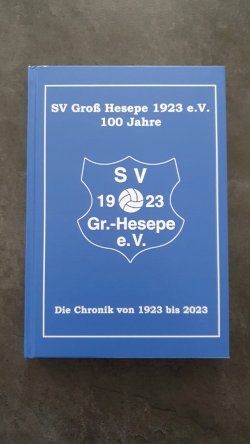 SV Groß Hesepe 1923 e.V.
100 Jahre
S V
19 23
Gr.-Hesepe
e.V.
Die Chronik von 1923 bis 2023